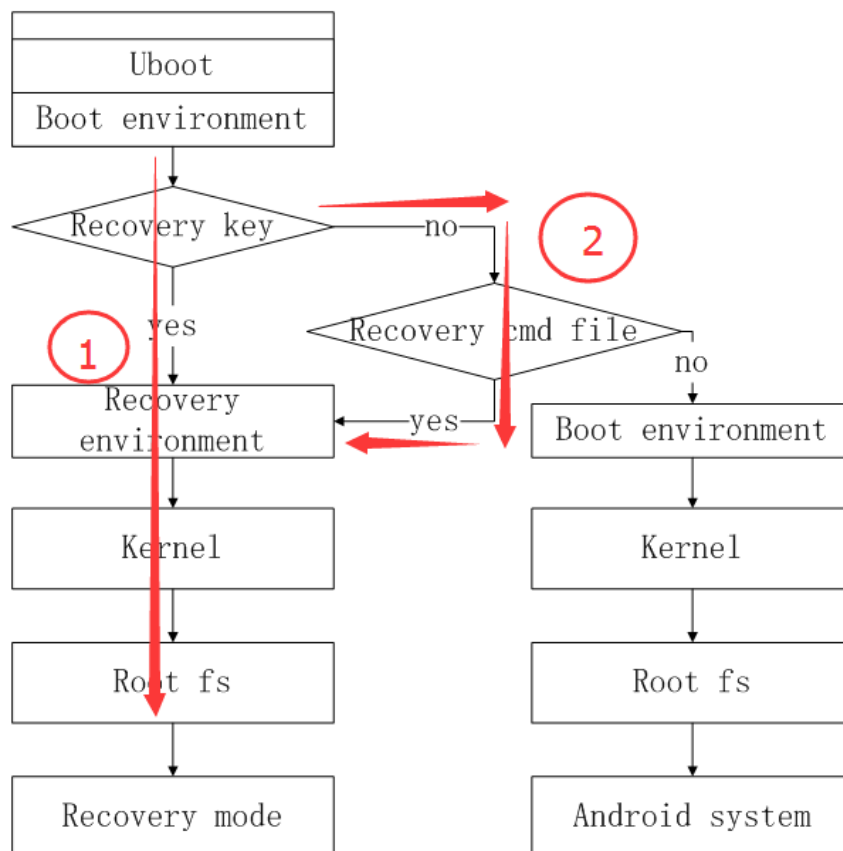 Uboot
Boot environment
Recovery key
no
2
yes
1
Recovery cmd file
no
Recovery
environment
yes
Boot environment
Kernel
Kernel
Root fs
Root fs
Recovery mode
Android system